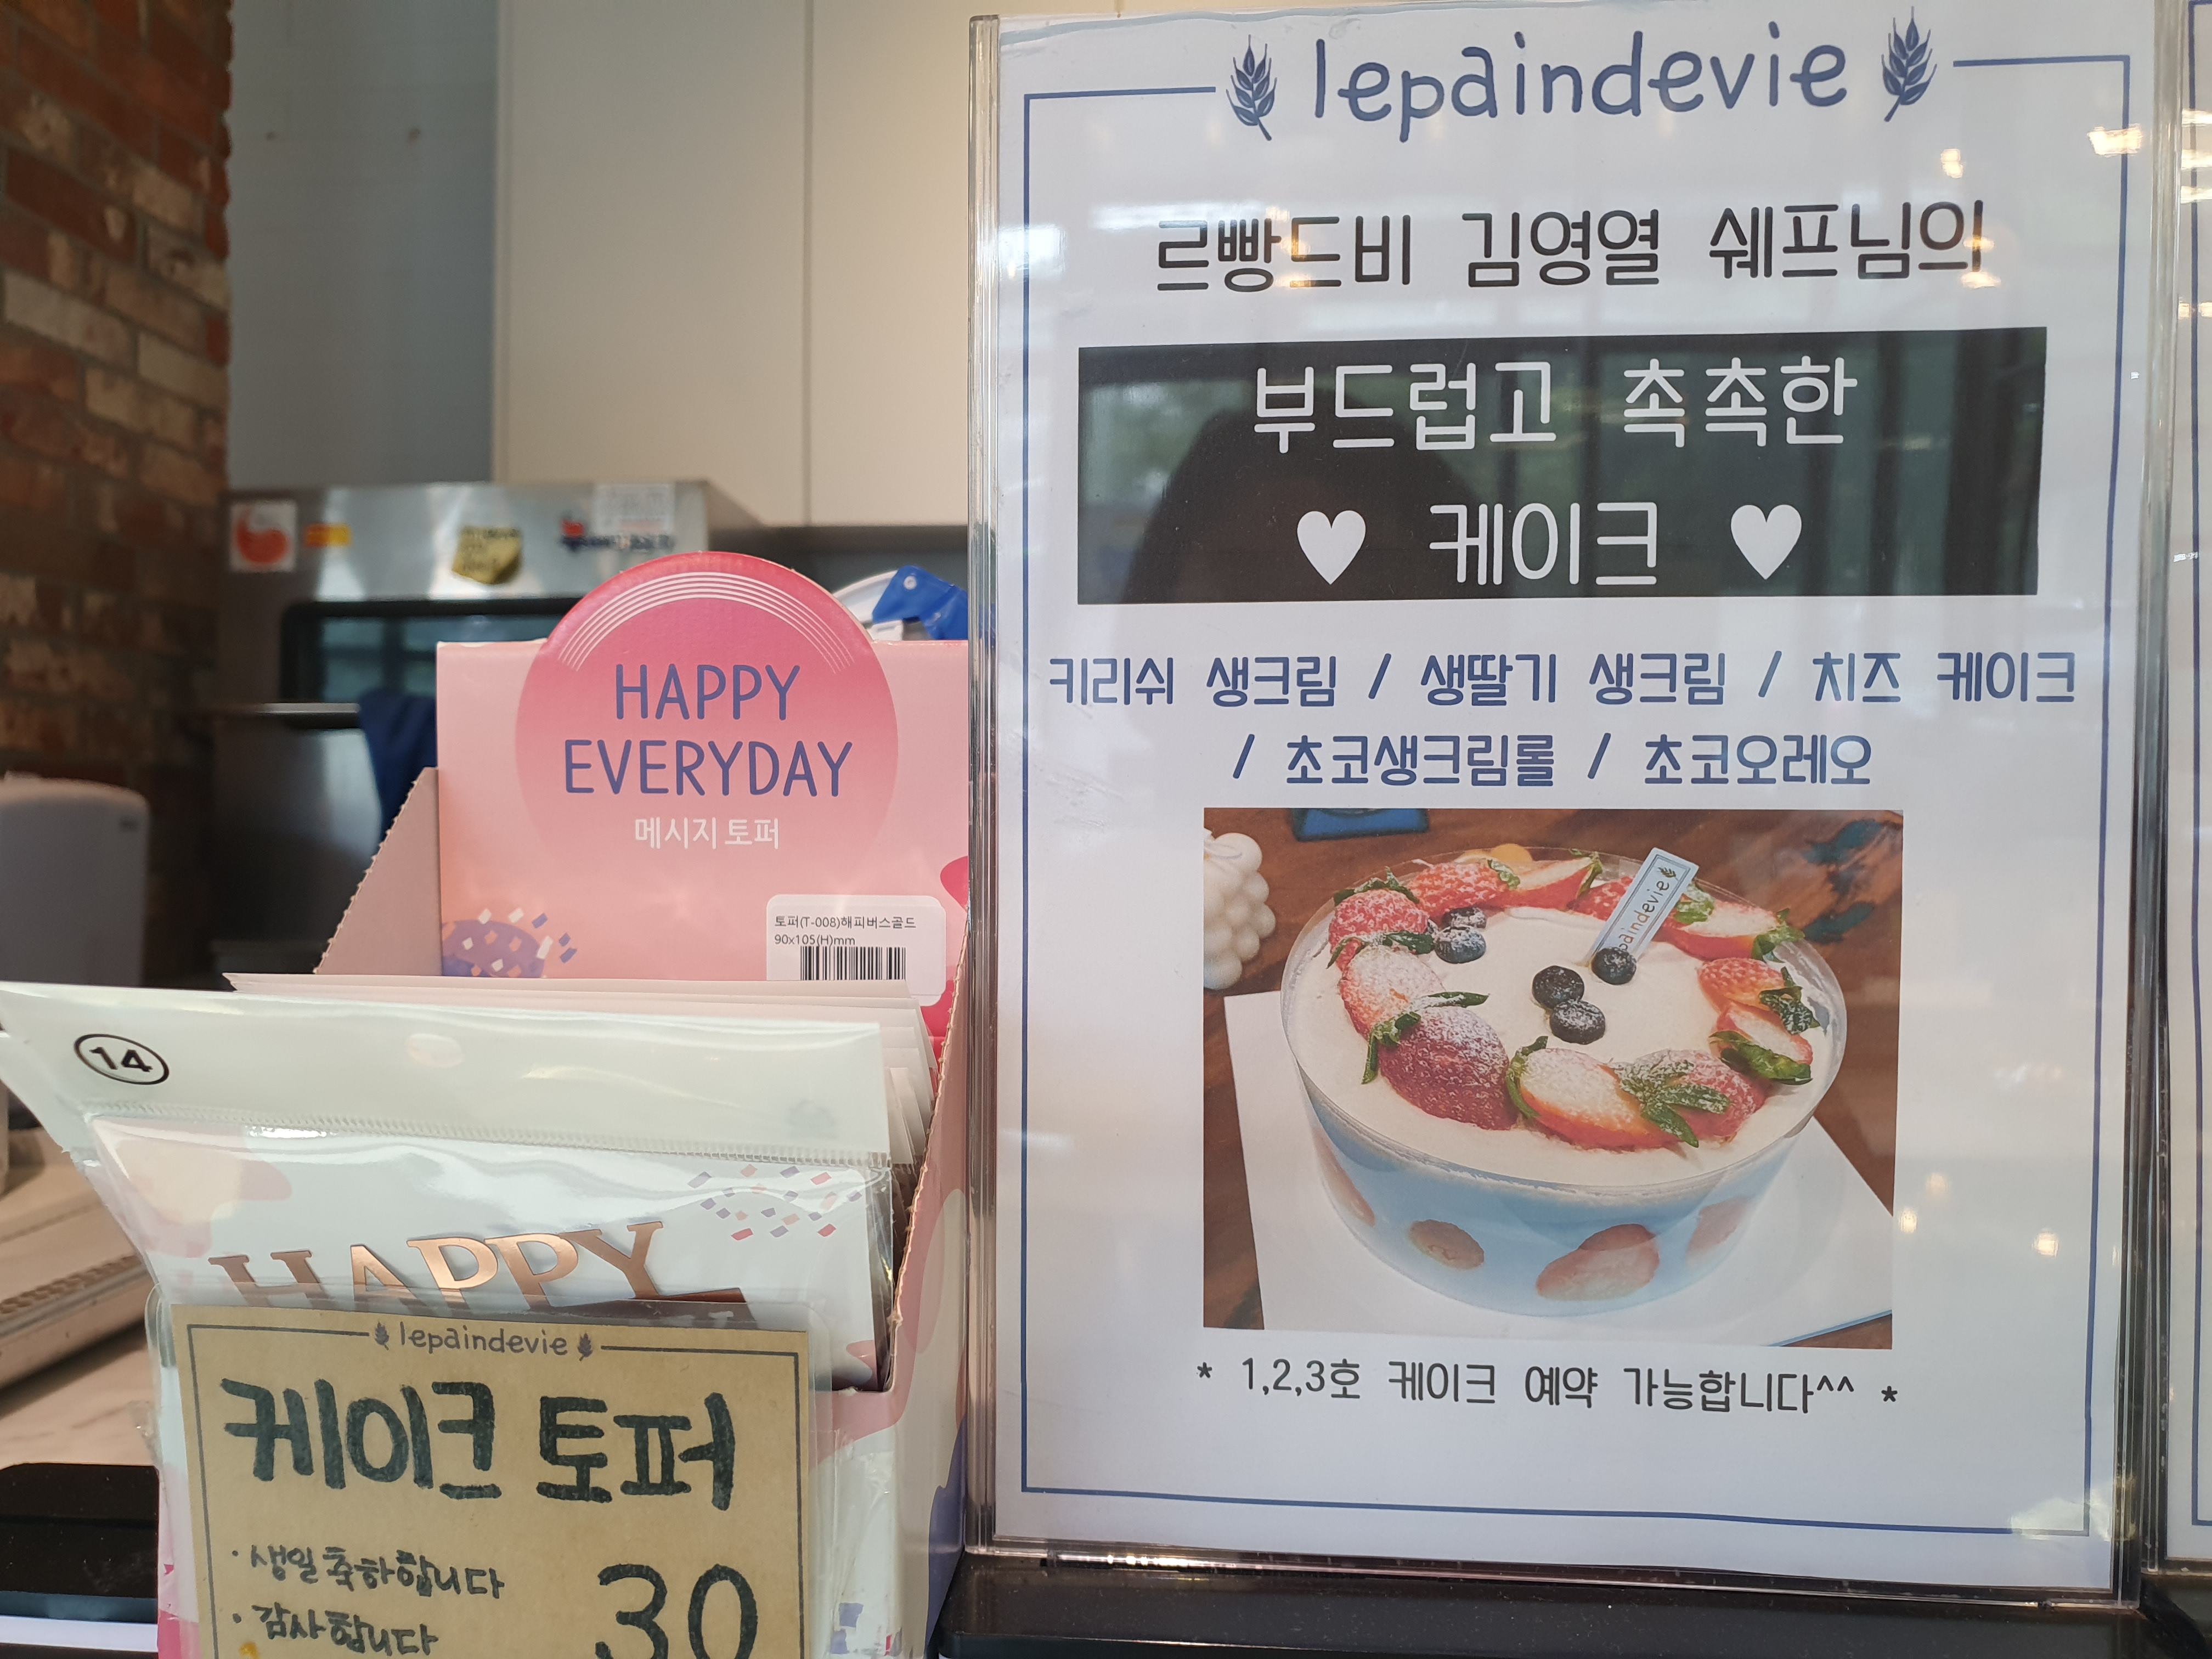 lepaindevie
르빵드비 김영열 쉐프님의
부드럽고 촉촉한
♥ 케이크 ♥
키리쉬 생크림 / 생딸기 생크림 / 치즈 케이크
/ 초코생크림롤 / 초코오레오
* 1,2,3호 케이크 예약 가능합니다^^ *
HAPPY
EVERYDAY
메시지 토퍼
토퍼(T-008)해피버스골드
90x105(H)mm
14
HAPPY
lepaindevie
케이크 토퍼
· 생일 축하합니다
· 감사합니다
30